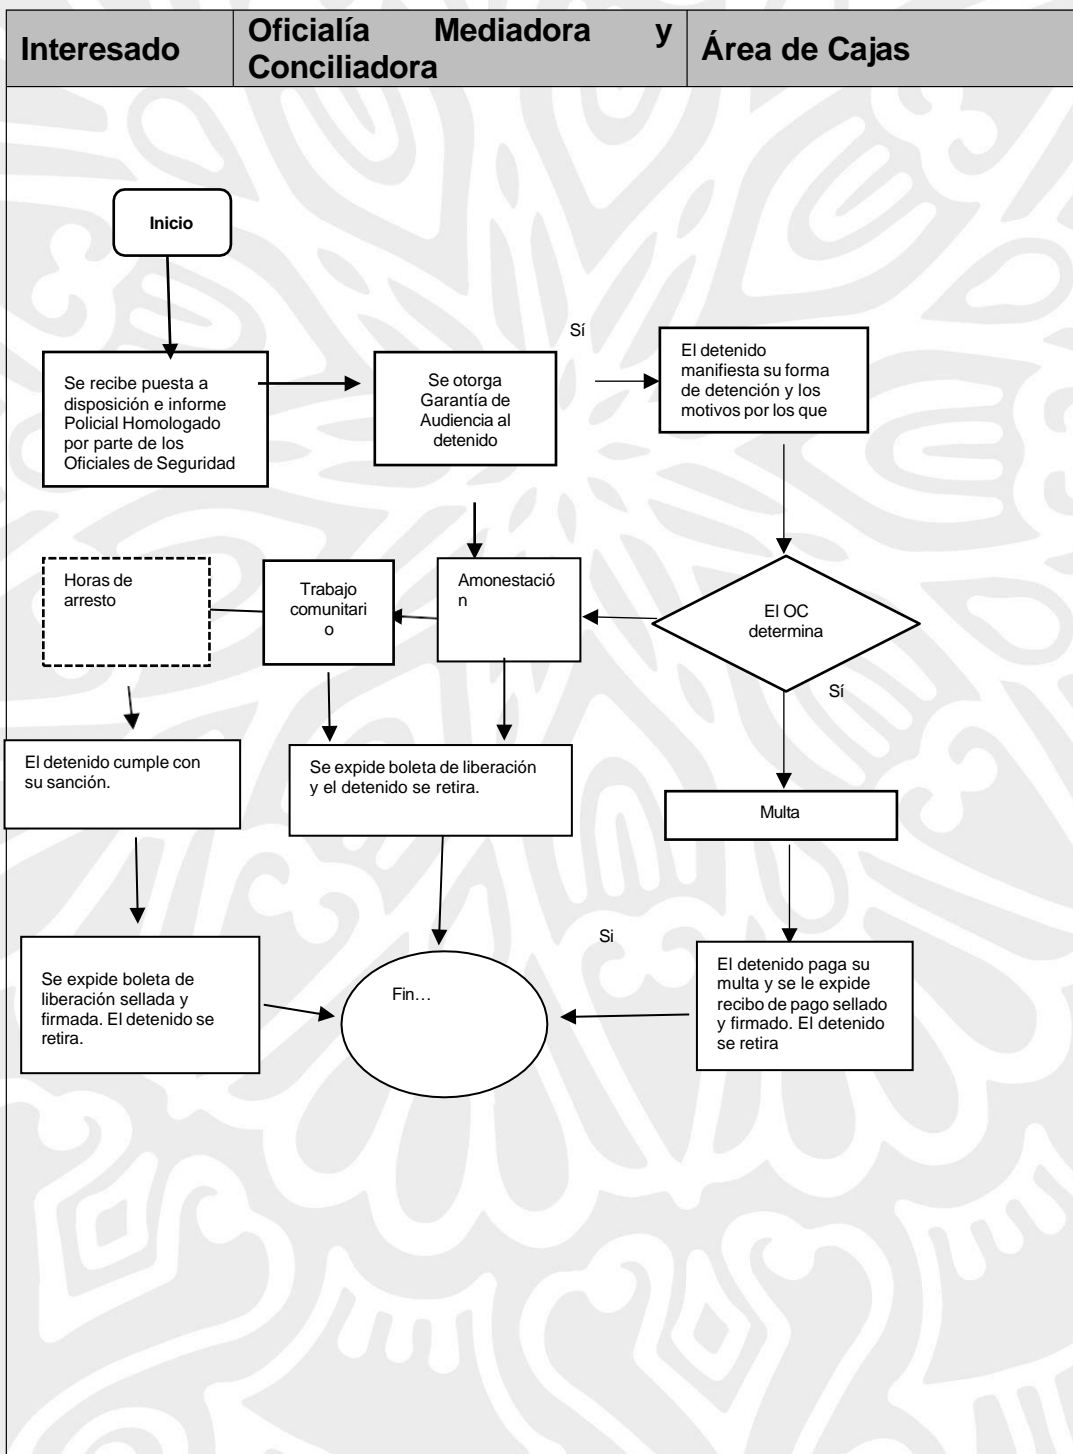 Interesado
Oficialía Mediadora y
Conciliadora
Área de Cajas
Inicio
Sí
Se recibe puesta a
disposición e informe
Policial Homologado
por parte de los
Oficiales de Seguridad
Se otorga
Garantía de
Audiencia al
detenido
El detenido
manifiesta su forma
de detención y los
motivos por los que
Horas de
arresto
Trabajo
comunitari
o
Amonestació
n
El OC
determina
Sí
El detenido cumple con
su sanción.
Se expide boleta de liberación
y el detenido se retira.
Multa
Si
Se expide boleta de
liberación sellada y
firmada. El detenido se
retira.
Fin…
El detenido paga su
multa y se le expide
recibo de pago sellado
y firmado. El detenido
se retira